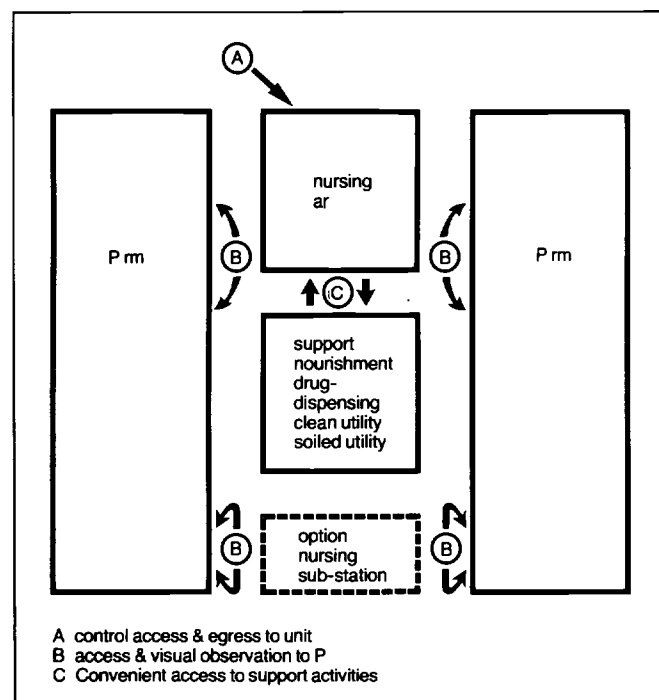 A
nursing
ar
P rm
B
B
P rm
C
support
nourishment
drug-
dispensing
clean utility
soiled utility
B
option
nursing
sub-station
B
A control access & egress to unit
B access & visual observation to P
C Convenient access to support activities